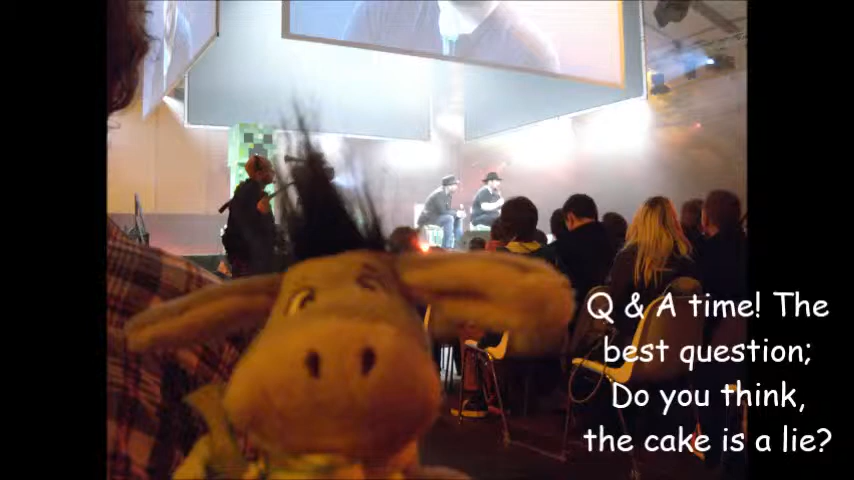 Q & A time! The
best question;
Do you think,
the cake is a lie?